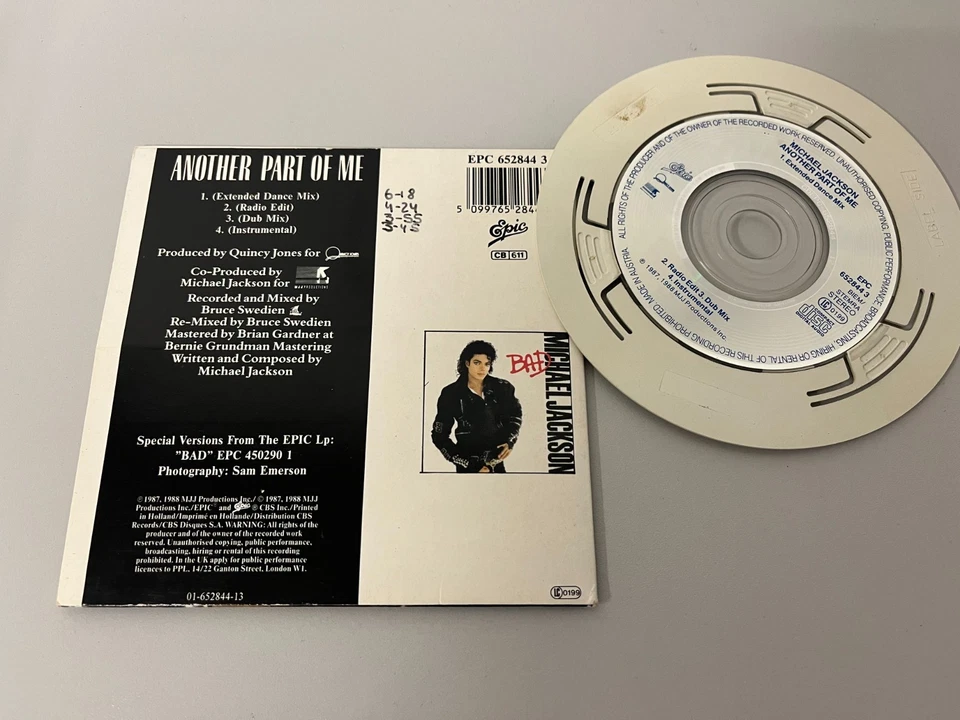 ANOTHER PART OF ME
1. (Extended Dance Mix)
2. (Radio Edit)
3. (Dub Mix)
4. (Instrumental)
Produced by Quincy Jones for
Co-Produced by
Michael Jackson for
Recorded and Mixed by
Bruce Swedien
Re-Mixed by Bruce Swedien
Mastered by Brian Gardner at
Bernie Grundman Mastering
Written and Composed by
Michael Jackson
Special Versions From The EPIC Lp:
"BAD" EPC 450290 1
Photography: Sam Emerson
℗ 1987, 1988 MJJ Productions Inc./ © 1987, 1988 MJJ
Productions Inc./EPIC and Epic ® CBS Inc./Printed
in Holland/Imprimé en Hollande/Distribution CBS
Records/CBS Disques S.A. WARNING: All rights of the
producer and of the owner of the recorded work
reserved. Unauthorised copying, public performance,
broadcasting, hiring or rental of this recording
prohibited. In the UK apply for public performance
licences to PPL, 14/22 Ganton Street, London W1.
01-652844-13
EPC 652844 3
5 099765 284
6-18
4-24
Epic
CB 611
BAD
MICHAEL JACKSON
LC 0199
ALL RIGHTS OF THE PRODUCER AND OF THE OWNER OF THE RECORDED WORK RESERVED. UNAUTHORISED COPYING, PUBLIC PERFORMANCE, BROADCASTING, HIRING OR RENTAL OF THIS RECORDING PROHIBITED. MADE IN AUSTRIA.
MICHAEL JACKSON
ANOTHER PART OF ME
1. Extended Dance Mix
Epic
2. Radio Edit 3. Dub Mix
4. Instrumental
℗ 1987, 1988 MJJ Productions Inc.
EPC
652844 3
BIEM/
STEMRA
STEREO
LC 0199
COMPACT
disc
DIGITAL AUDIO
LABEL SIDE